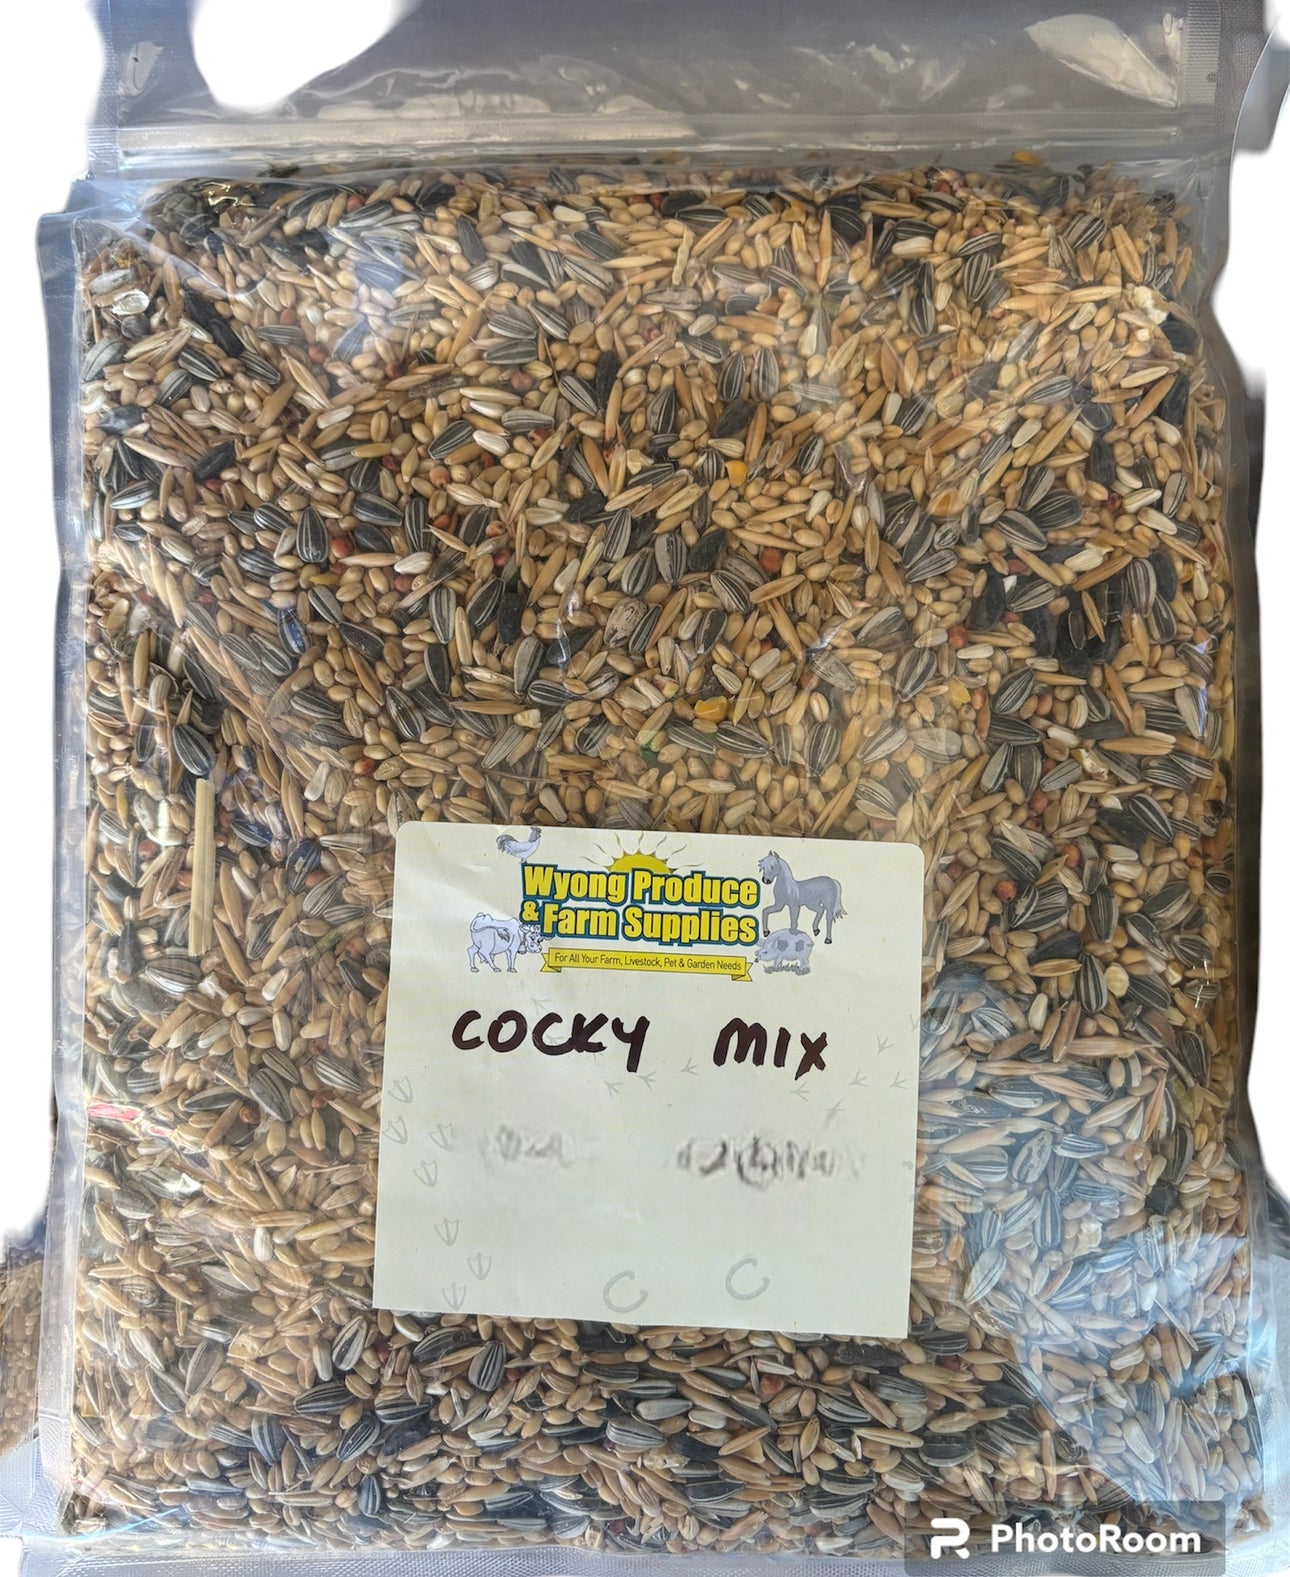 Wyong Produce
& Farm Supplies
For All Your Farm, Livestock, Pet & Garden Needs
COCKY MIX
PhotoRoom